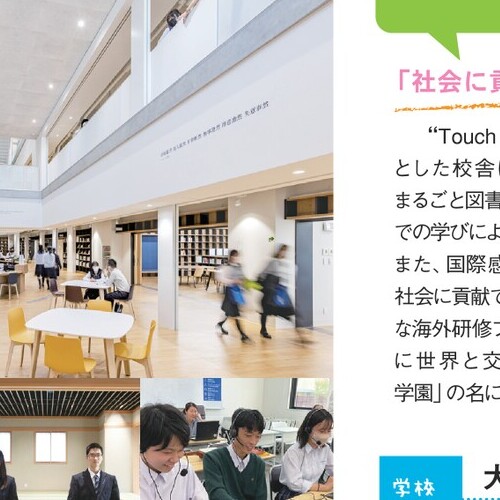 「社会に貢
“Touch
とした校舎に
まるごと図書
での学びによ
また、国際感
社会に貢献で
な海外研修プ
に世界と交
学園」の名に
学校